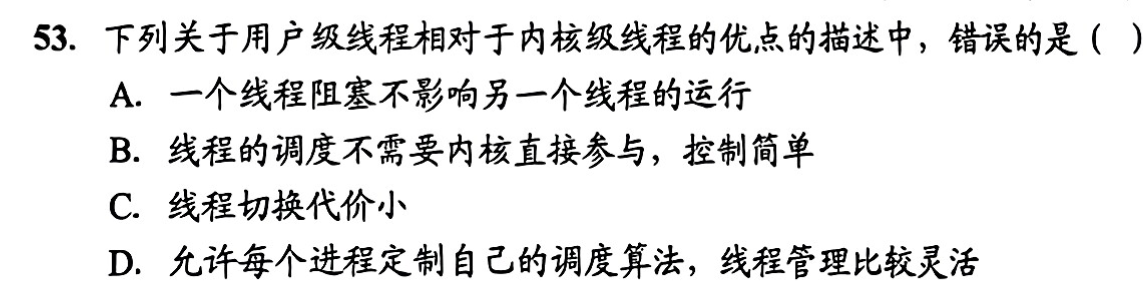 53. 下列关于用户级线程相对于内核级线程的优点的描述中，错误的是（ ）
A. 一个线程阻塞不影响另一个线程的运行
B. 线程的调度不需要内核直接参与，控制简单
C. 线程切换代价小
D. 允许每个进程定制自己的调度算法，线程管理比较灵活